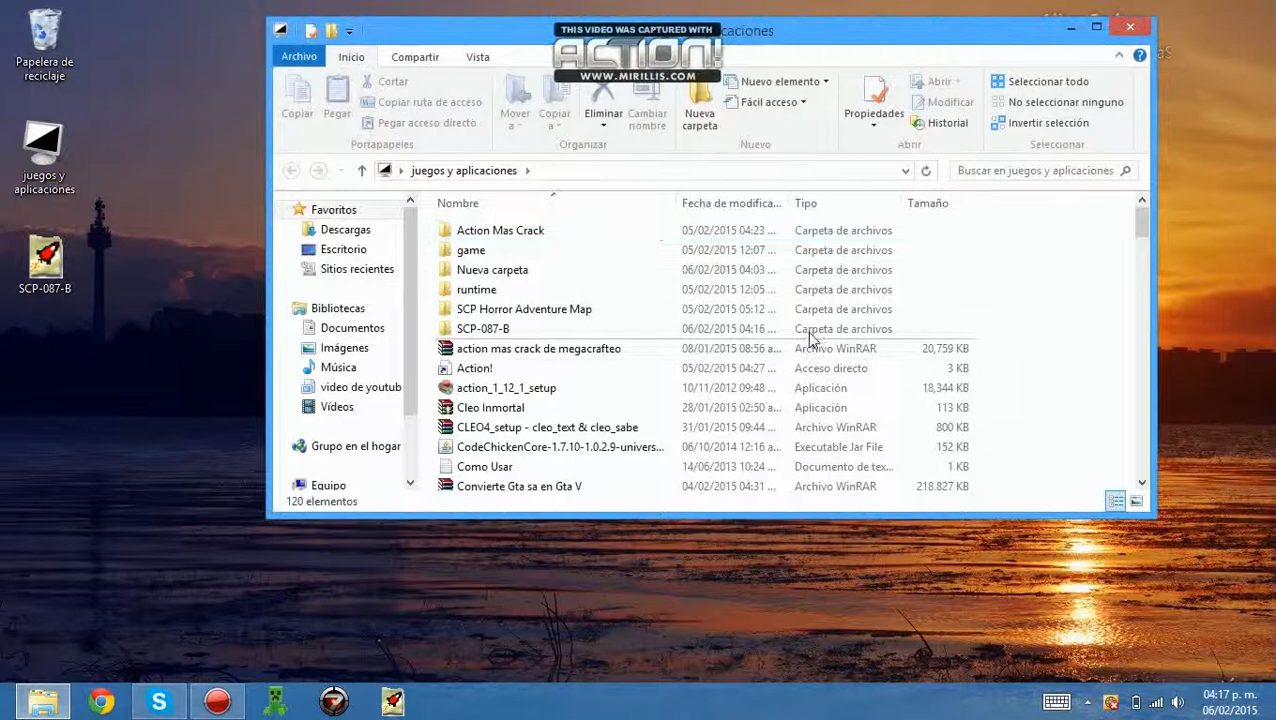 Papelera de
reciclaje
juegos y
aplicaciones
SCP-087-B
THIS VIDEO WAS CAPTURED WITH
ACTION!
WWW.MIRILLIS.COM
caciones
Archivo Inicio Compartir Vista
Copiar
Pegar
Cortar
Copiar ruta de acceso
Pegar acceso directo
Portapapeles
Mover
a
Copiar
a
Eliminar
Cambiar
nombre
Organizar
Nueva
carpeta
Nuevo elemento
Fácil acceso
Nuevo
Propiedades
Abrir
Modificar
Historial
Abrir
Seleccionar todo
No seleccionar ninguno
Invertir selección
Seleccionar
juegos y aplicaciones
Buscar en juegos y aplicaciones
Favoritos
Descargas
Escritorio
Sitios recientes
Bibliotecas
Documentos
Imágenes
Música
video de youtub
Vídeos
Grupo en el hogar
Equipo
Nombre Fecha de modifica... Tipo Tamaño
Action Mas Crack 05/02/2015 04:23 ... Carpeta de archivos
game 05/02/2015 12:07 ... Carpeta de archivos
Nueva carpeta 06/02/2015 04:03 ... Carpeta de archivos
runtime 05/02/2015 12:05 ... Carpeta de archivos
SCP Horror Adventure Map 05/02/2015 05:12 ... Carpeta de archivos
SCP-087-B 06/02/2015 04:16 ... Carpeta de archivos
action mas crack de megacrafteo 08/01/2015 08:56 a... Archivo WinRAR 20,759 KB
Action! 05/02/2015 04:27 ... Acceso directo 3 KB
action_1_12_1_setup 10/11/2012 09:48 ... Aplicación 18,344 KB
Cleo Inmortal 28/01/2015 02:50 a... Aplicación 113 KB
CLEO4_setup - cleo_text & cleo_sabe 31/01/2015 09:44 ... Archivo WinRAR 800 KB
CodeChickenCore-1.7.10-1.0.2.9-univers... 06/10/2014 12:16 a... Executable Jar File 152 KB
Como Usar 14/06/2013 10:24 ... Documento de tex... 1 KB
Convierte Gta sa en Gta V 04/02/2015 04:31 ... Archivo WinRAR 218.827 KB
120 elementos
04:17 p. m.
06/02/2015